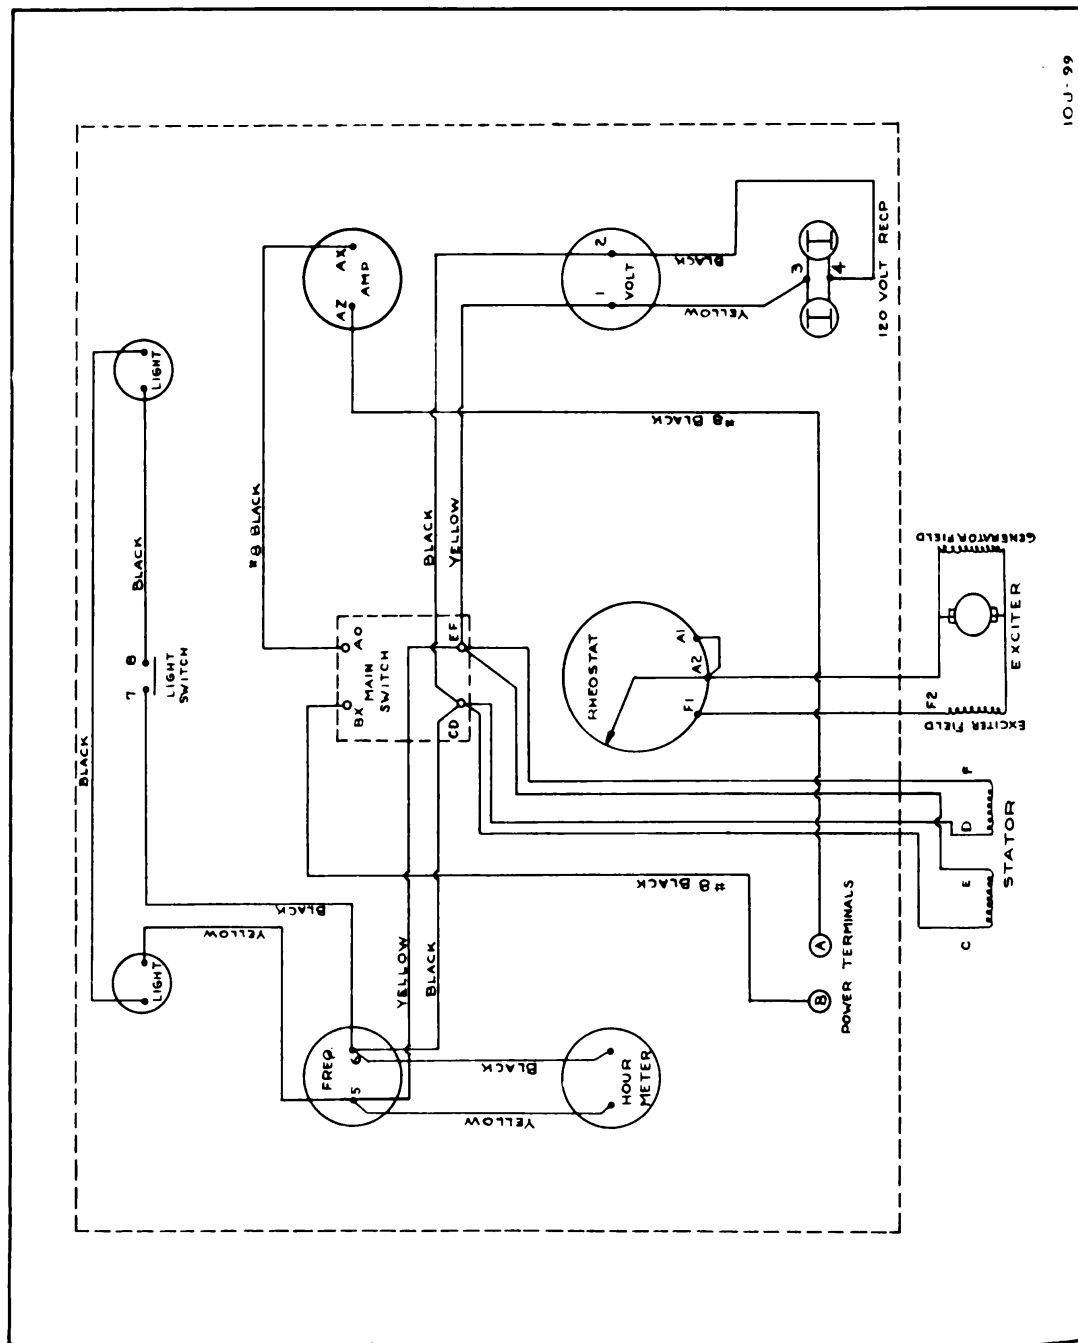 10J-99
LIGHT
BLACK
BLACK
8
7
LIGHT
SWITCH
BLACK
YELLOW
LIGHT
AX
AZ
AMP
#8 BLACK
BLACK
YELLOW
#8 BLACK
AO
BX
MAIN
SWITCH
EF
CD
2
1
VOLT
BLACK
YELLOW
3
4
120 VOLT RECP
RHEOSTAT
A1
A2
F1
GENERATOR FIELD
EXCITER
F2
EXCITER FIELD
F
D
E
C
STATOR
#8 BLACK
YELLOW
BLACK
A
B
POWER TERMINALS
FREQ.
6
5
BLACK
YELLOW
HOUR
METER